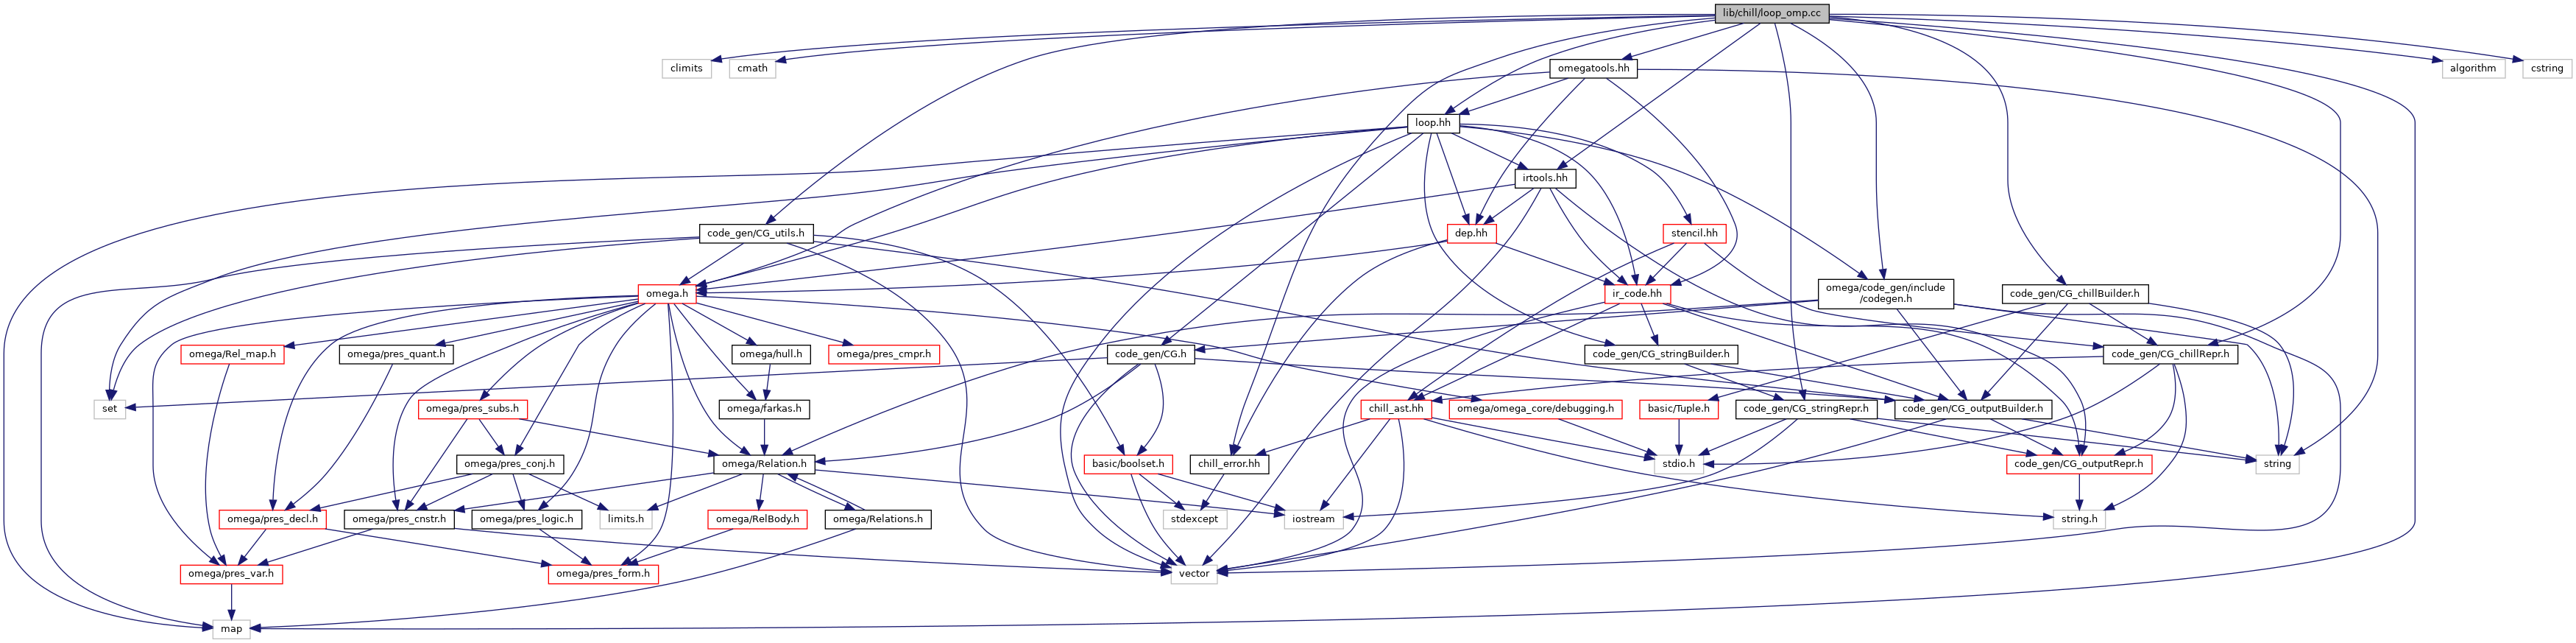 lib/chill/loop_omp.cc
climits
cmath
omegatools.hh
algorithm
cstring
loop.hh
irtools.hh
code_gen/CG_utils.h
dep.hh
stencil.hh
omega.h
ir_code.hh
omega/code_gen/include
/codegen.h
code_gen/CG_chillBuilder.h
omega/Rel_map.h
omega/pres_quant.h
omega/hull.h
omega/pres_cmpr.h
code_gen/CG.h
code_gen/CG_stringBuilder.h
code_gen/CG_chillRepr.h
set
omega/pres_subs.h
omega/farkas.h
chill_ast.hh
omega/omega_core/debugging.h
basic/Tuple.h
code_gen/CG_stringRepr.h
code_gen/CG_outputBuilder.h
omega/pres_conj.h
omega/Relation.h
basic/boolset.h
chill_error.hh
stdio.h
code_gen/CG_outputRepr.h
string
omega/pres_decl.h
omega/pres_cnstr.h
omega/pres_logic.h
limits.h
omega/RelBody.h
omega/Relations.h
stdexcept
iostream
string.h
omega/pres_var.h
omega/pres_form.h
vector
map